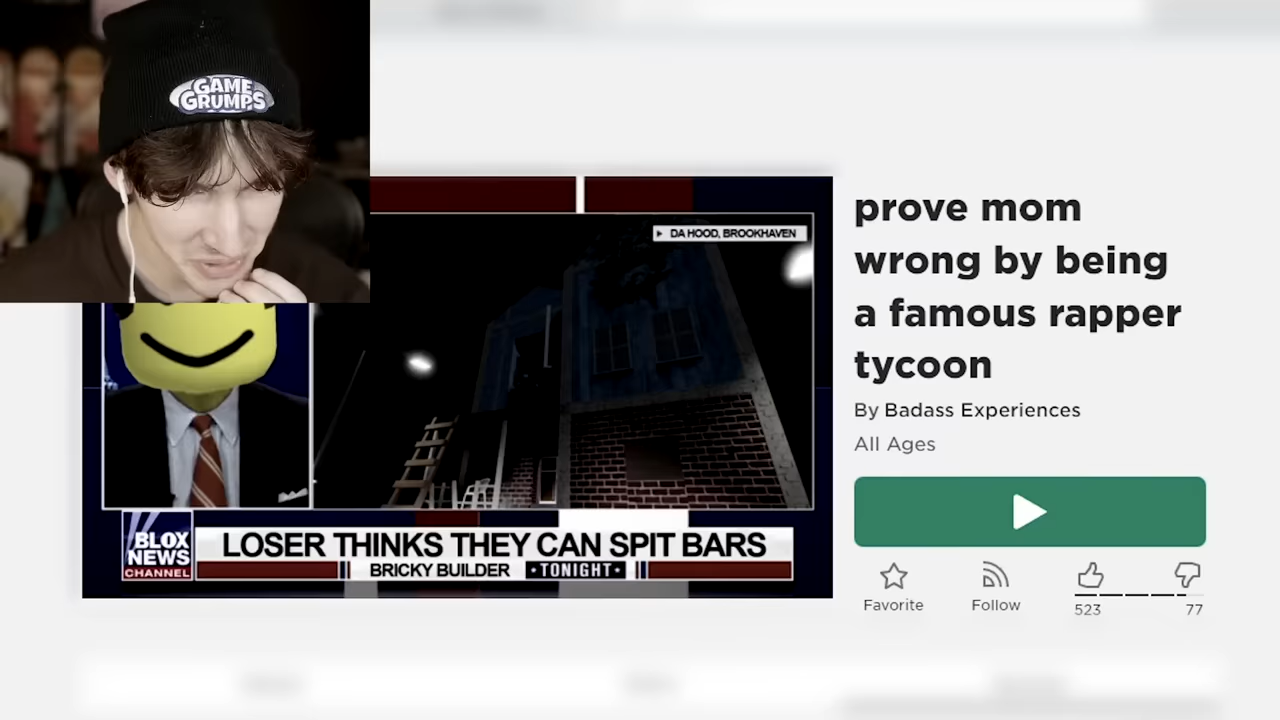 GAME
GRUMPS
▸ DA HOOD, BROOKHAVEN
BLOX
NEWS
CHANNEL
LOSER THINKS THEY CAN SPIT BARS
BRICKY BUILDER •TONIGHT•
prove mom
wrong by being
a famous rapper
tycoon
By Badass Experiences
All Ages
Favorite
Follow
523
77